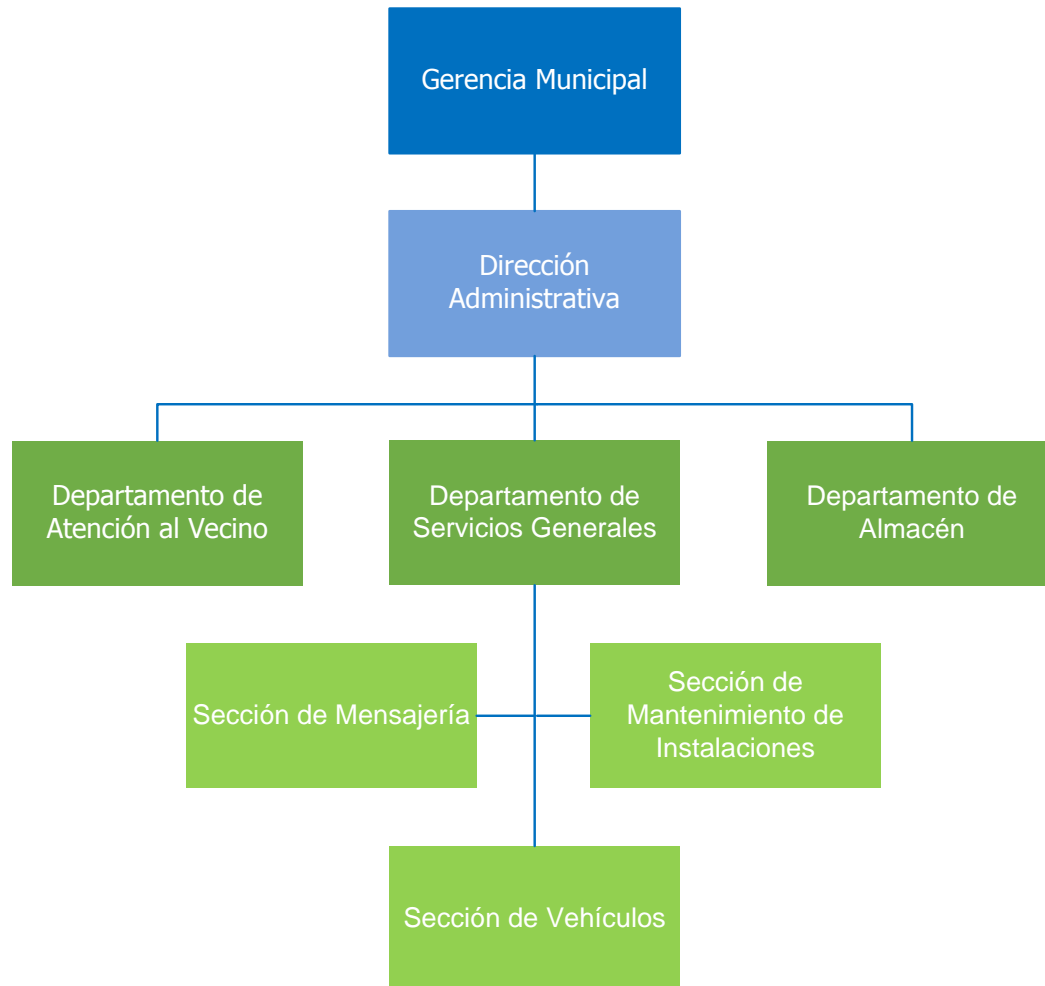 Gerencia Municipal
Dirección
Administrativa
Departamento de
Atención al Vecino
Departamento de
Servicios Generales
Departamento de
Almacén
Sección de Mensajería
Sección de
Mantenimiento de
Instalaciones
Sección de Vehículos